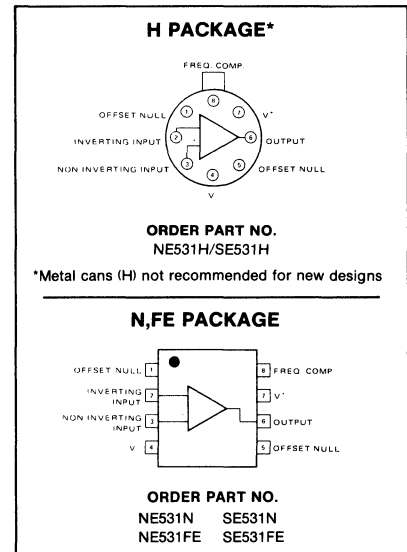 H PACKAGE*
FREQ. COMP.
8
OFFSET NULL 1 7 V+
INVERTING INPUT 2 6 OUTPUT
NON INVERTING INPUT 3 5 OFFSET NULL
4
V
ORDER PART NO.
NE531H/SE531H
*Metal cans (H) not recommended for new designs
N,FE PACKAGE
OFFSET NULL 1 8 FREQ COMP
INVERTING INPUT 2 7 V+
NON INVERTING INPUT 3 6 OUTPUT
V 4 5 OFFSET NULL
ORDER PART NO.
NE531N SE531N
NE531FE SE531FE